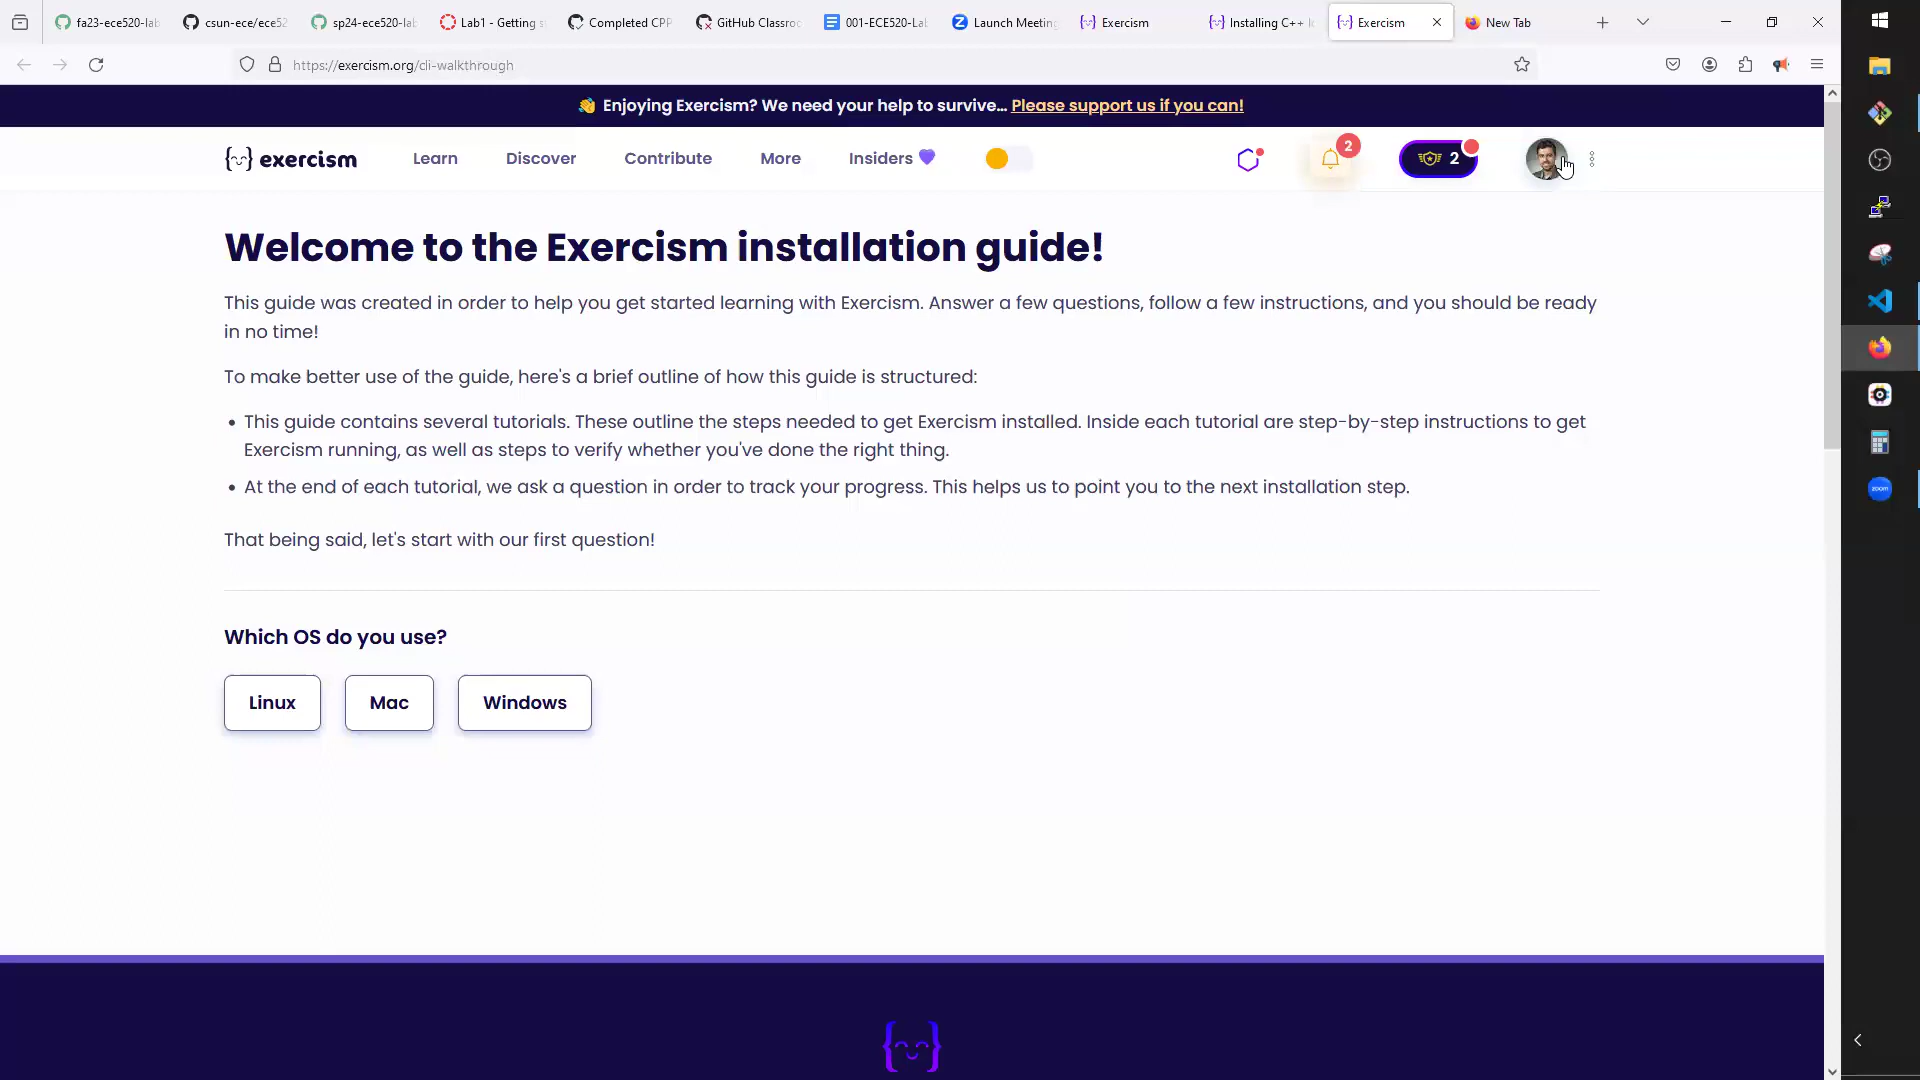 fa23-ece520-lab
csun-ece/ece52
sp24-ece520-lab
Lab1 - Getting s
Completed CPP
GitHub Classroo
001-ECE520-Lab
Launch Meeting
Exercism
Installing C++ lo
Exercism
New Tab
https://exercism.org/cli-walkthrough
👋 Enjoying Exercism? We need your help to survive... Please support us if you can!
exercism
Learn
Discover
Contribute
More
Insiders
2
2
Welcome to the Exercism installation guide!
This guide was created in order to help you get started learning with Exercism. Answer a few questions, follow a few instructions, and you should be ready
in no time!
To make better use of the guide, here's a brief outline of how this guide is structured:
• This guide contains several tutorials. These outline the steps needed to get Exercism installed. Inside each tutorial are step-by-step instructions to get
Exercism running, as well as steps to verify whether you've done the right thing.
• At the end of each tutorial, we ask a question in order to track your progress. This helps us to point you to the next installation step.
That being said, let's start with our first question!
Which OS do you use?
Linux
Mac
Windows
zoom